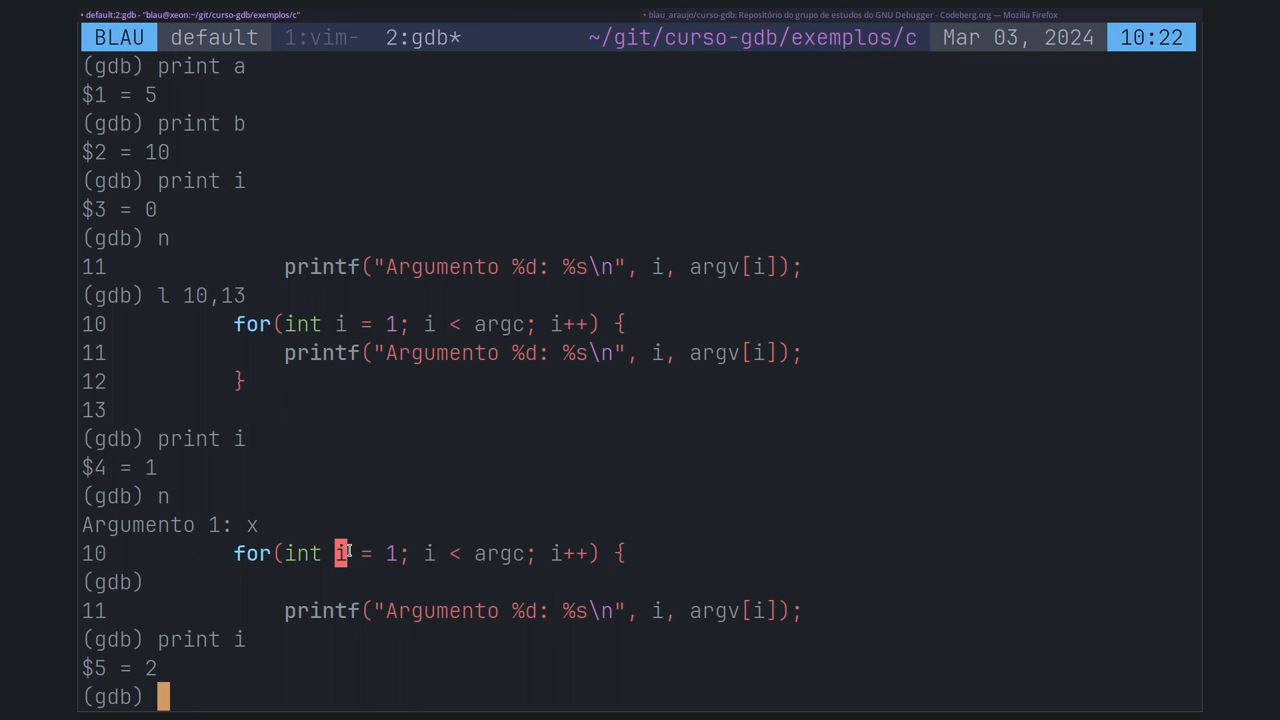 • default:2:gdb - "blau@xeon:~/git/curso-gdb/exemplos/c"
• blau_araujo/curso-gdb: Repositório do grupo de estudos do GNU Debugger - Codeberg.org — Mozilla Firefox
BLAU default 1:vim- 2:gdb* ~/git/curso-gdb/exemplos/c Mar 03, 2024 10:22
(gdb) print a
$1 = 5
(gdb) print b
$2 = 10
(gdb) print i
$3 = 0
(gdb) n
11 printf("Argumento %d: %s\n", i, argv[i]);
(gdb) l 10,13
10 for(int i = 1; i < argc; i++) {
11 printf("Argumento %d: %s\n", i, argv[i]);
12 }
13
(gdb) print i
$4 = 1
(gdb) n
Argumento 1: x
10 for(int i = 1; i < argc; i++) {
(gdb)
11 printf("Argumento %d: %s\n", i, argv[i]);
(gdb) print i
$5 = 2
(gdb)